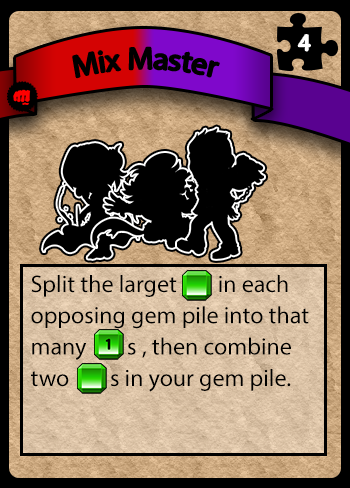 Mix Master
4
Split the larget in each
opposing gem pile into that
many 1 s , then combine
two s in your gem pile.